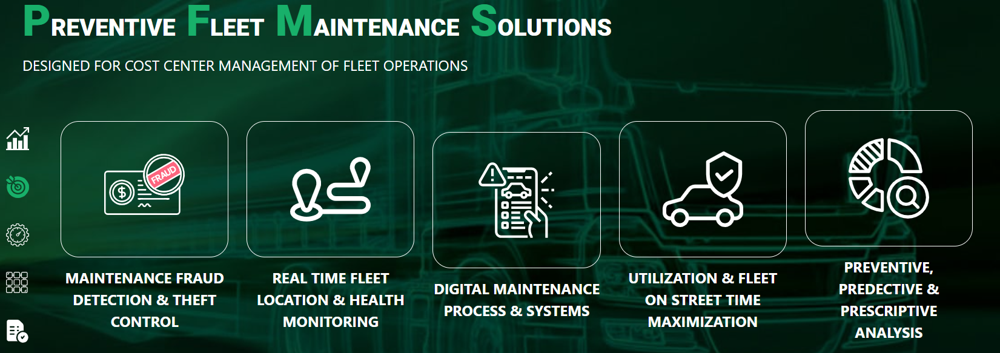 PREVENTIVE FLEET MAINTENANCE SOLUTIONS
DESIGNED FOR COST CENTER MANAGEMENT OF FLEET OPERATIONS
$
FRAUD
MAINTENANCE FRAUD
DETECTION & THEFT
CONTROL
REAL TIME FLEET
LOCATION & HEALTH
MONITORING
DIGITAL MAINTENANCE
PROCESS & SYSTEMS
UTILIZATION & FLEET
ON STREET TIME
MAXIMIZATION
PREVENTIVE,
PREDECTIVE &
PRESCRIPTIVE
ANALYSIS